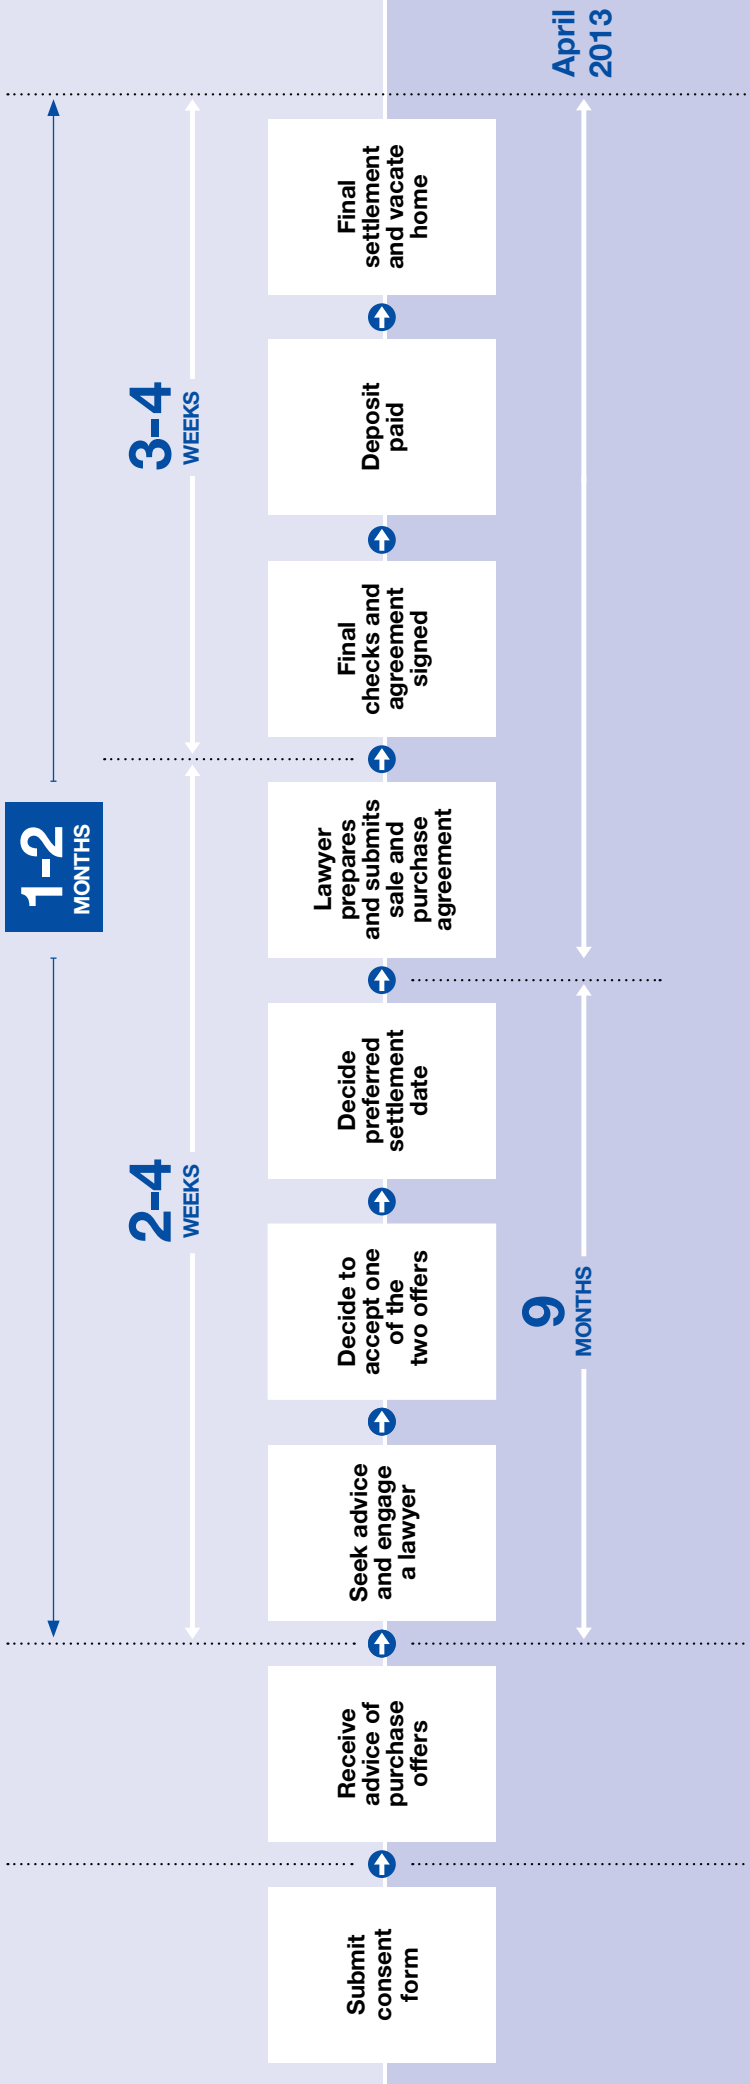 1-2
MONTHS
2-4
WEEKS
3-4
WEEKS
Submit
consent
form
Receive
advice of
purchase
offers
Seek advice
and engage
a lawyer
Decide to
accept one
of the
two offers
Decide
preferred
settlement
date
Lawyer
prepares
and submits
sale and
purchase
agreement
Final
checks and
agreement
signed
Deposit
paid
Final
settlement
and vacate
home
9
MONTHS
April
2013